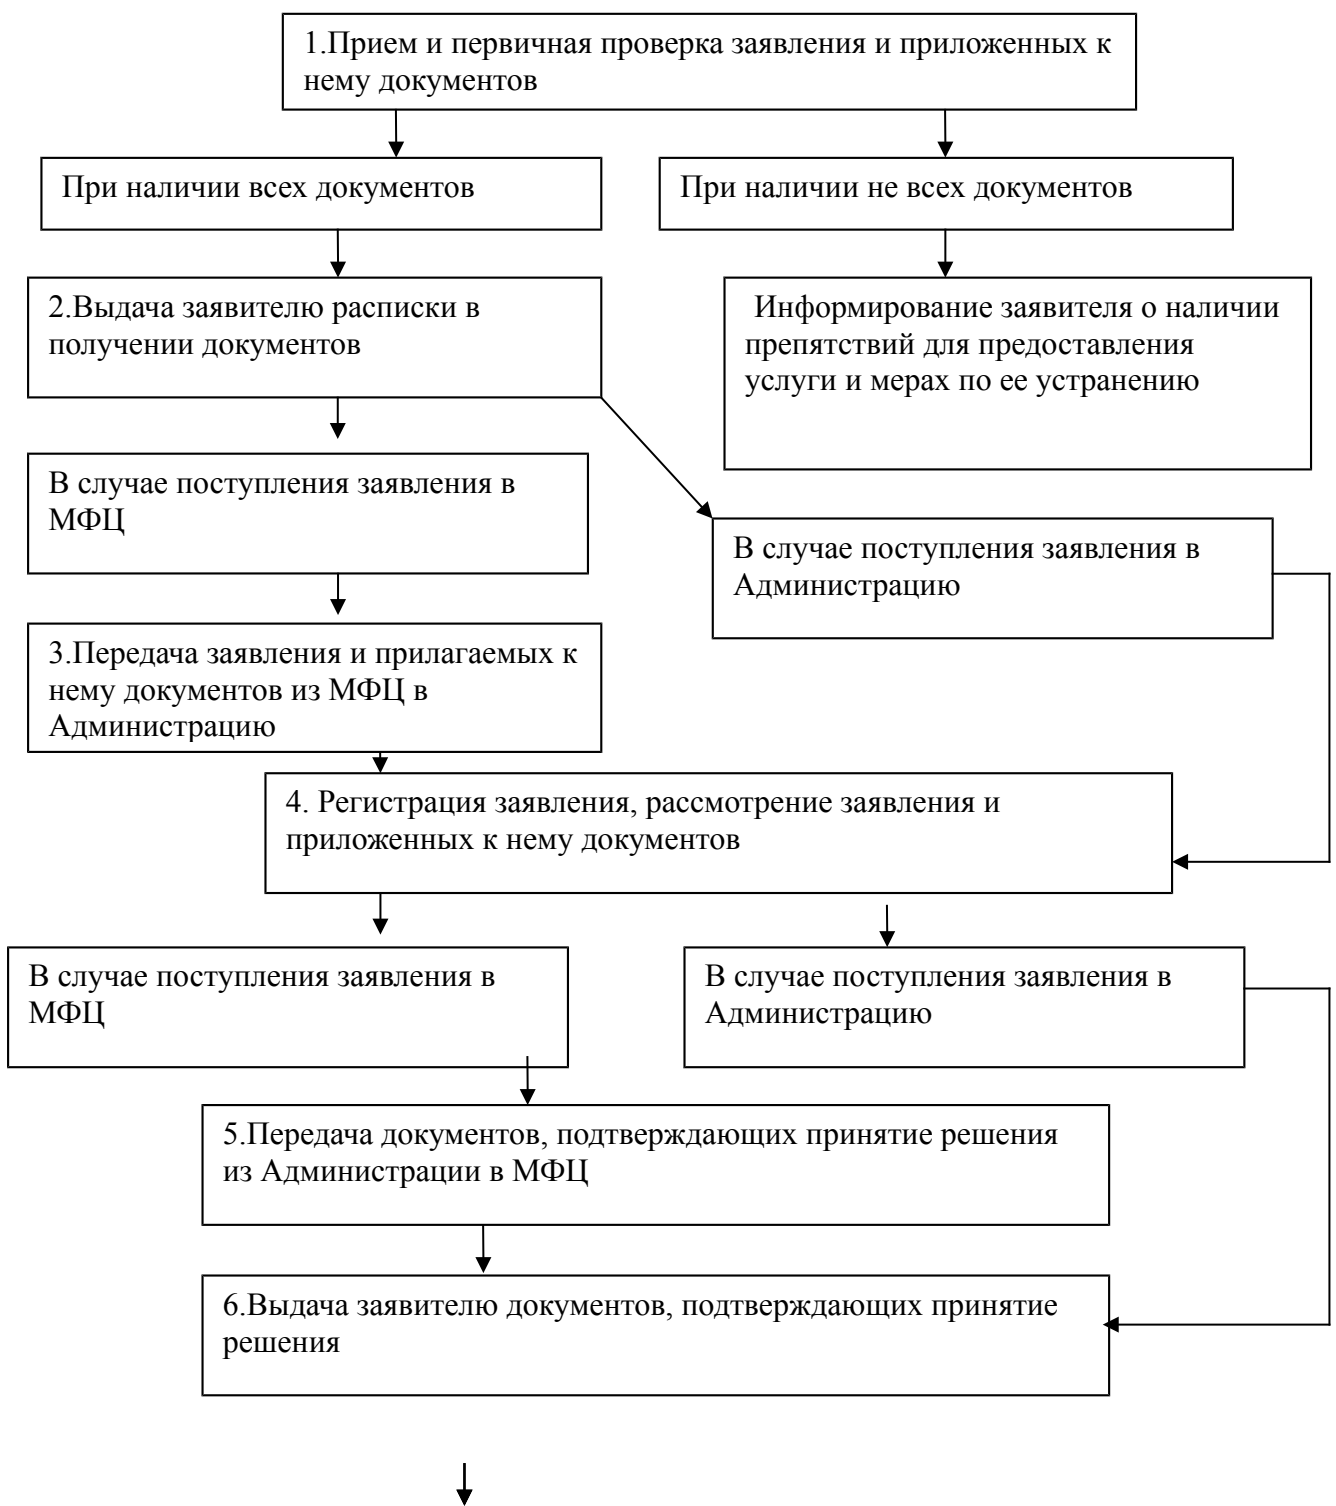 1.Прием и первичная проверка заявления и приложенных к
нему документов
При наличии всех документов
При наличии не всех документов
2.Выдача заявителю расписки в
получении документов
Информирование заявителя о наличии
препятствий для предоставления
услуги и мерах по ее устранению
В случае поступления заявления в
МФЦ
В случае поступления заявления в
Администрацию
3.Передача заявления и прилагаемых к
нему документов из МФЦ в
Администрацию
4. Регистрация заявления, рассмотрение заявления и
приложенных к нему документов
В случае поступления заявления в
МФЦ
В случае поступления заявления в
Администрацию
5.Передача документов, подтверждающих принятие решения
из Администрации в МФЦ
6.Выдача заявителю документов, подтверждающих принятие
решения